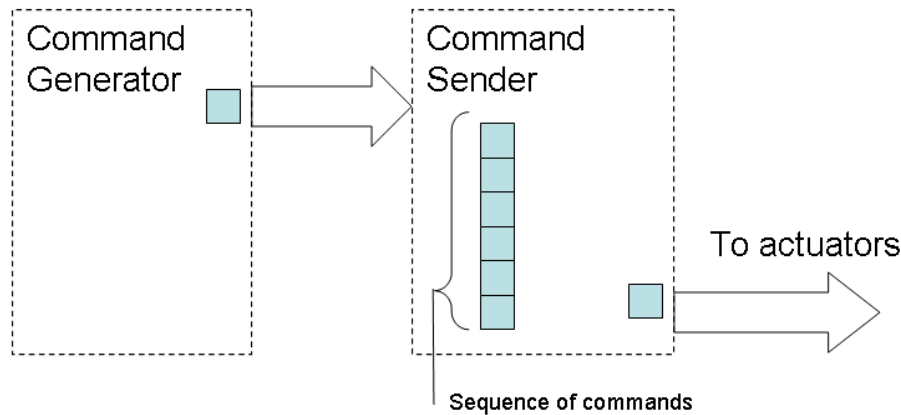 Command
Generator
Command
Sender
To actuators
Sequence of commands